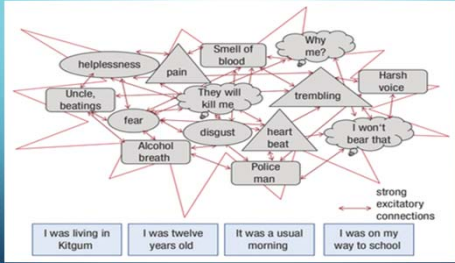 Smell of
blood
Why
me?
helplessness
pain
Harsh
voice
Uncle,
beatings
They will
kill me
trembling
fear
disgust
heart
beat
I won't
bear that
Alcohol
breath
Police
man
strong
excitatory
connections
I was living in
Kitgum
I was twelve
years old
It was a usual
morning
I was on my
way to school